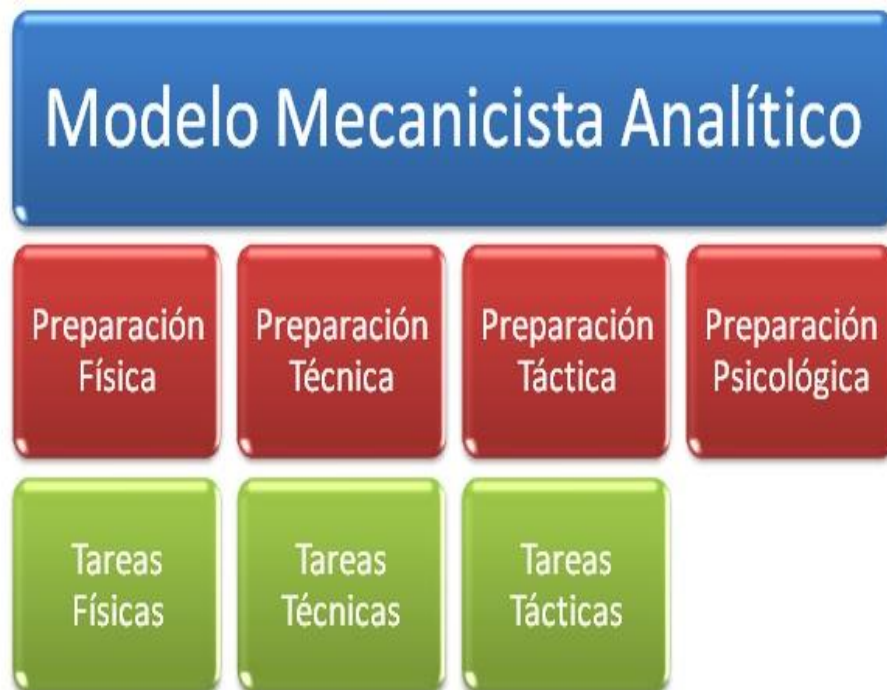 Modelo Mecanicista Analítico
Preparación
Física
Preparación
Técnica
Preparación
Táctica
Preparación
Psicológica
Tareas
Físicas
Tareas
Técnicas
Tareas
Tácticas